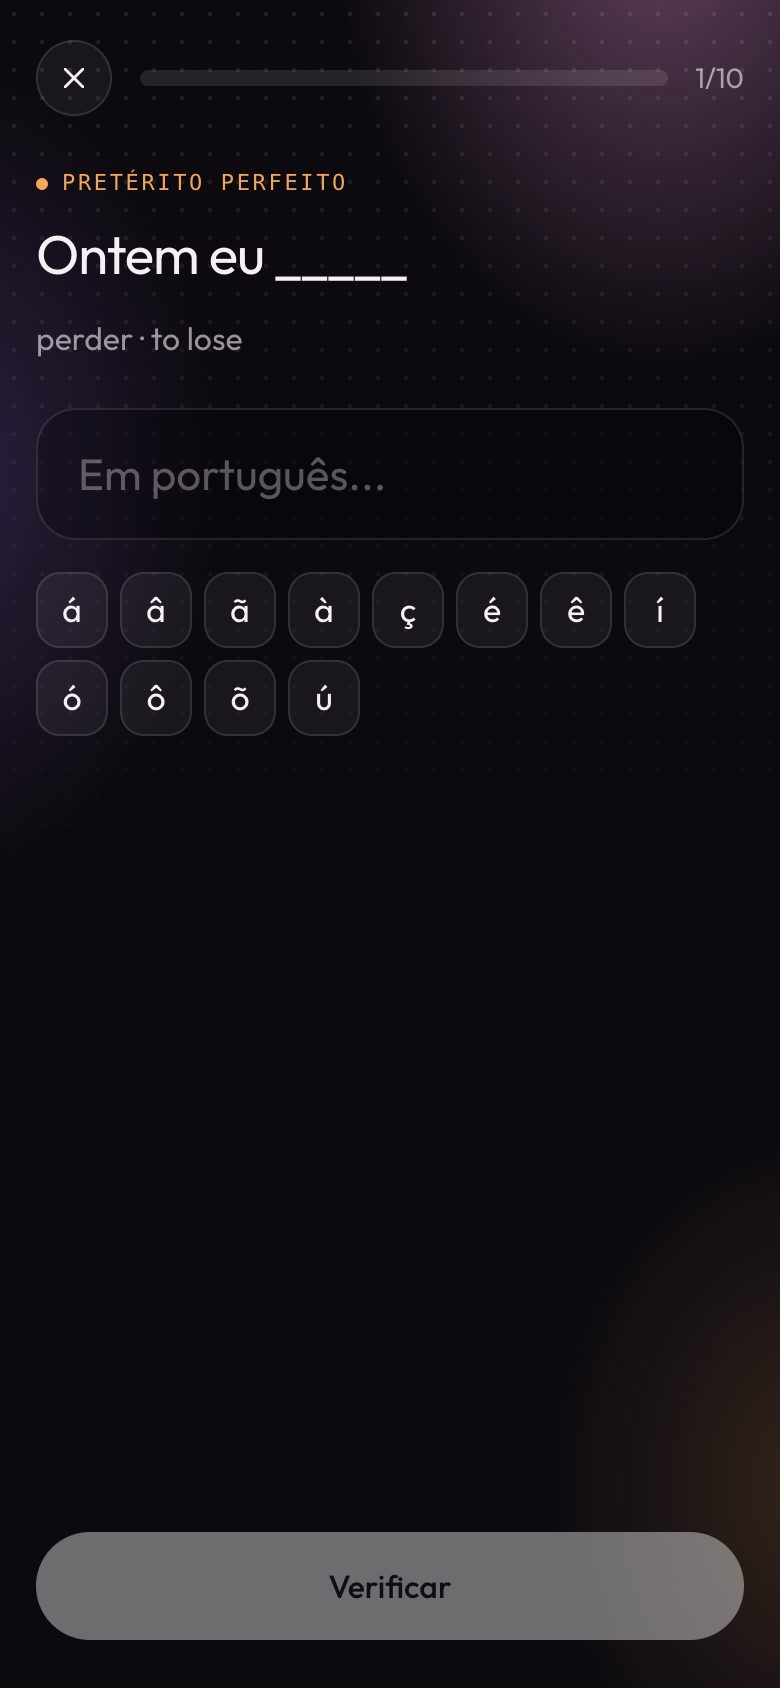 1/10
PRETÉRITO PERFEITO
Ontem eu _____
perder · to lose
Em português...
á â ã à ç é ê í
ó ô õ ú
Verificar